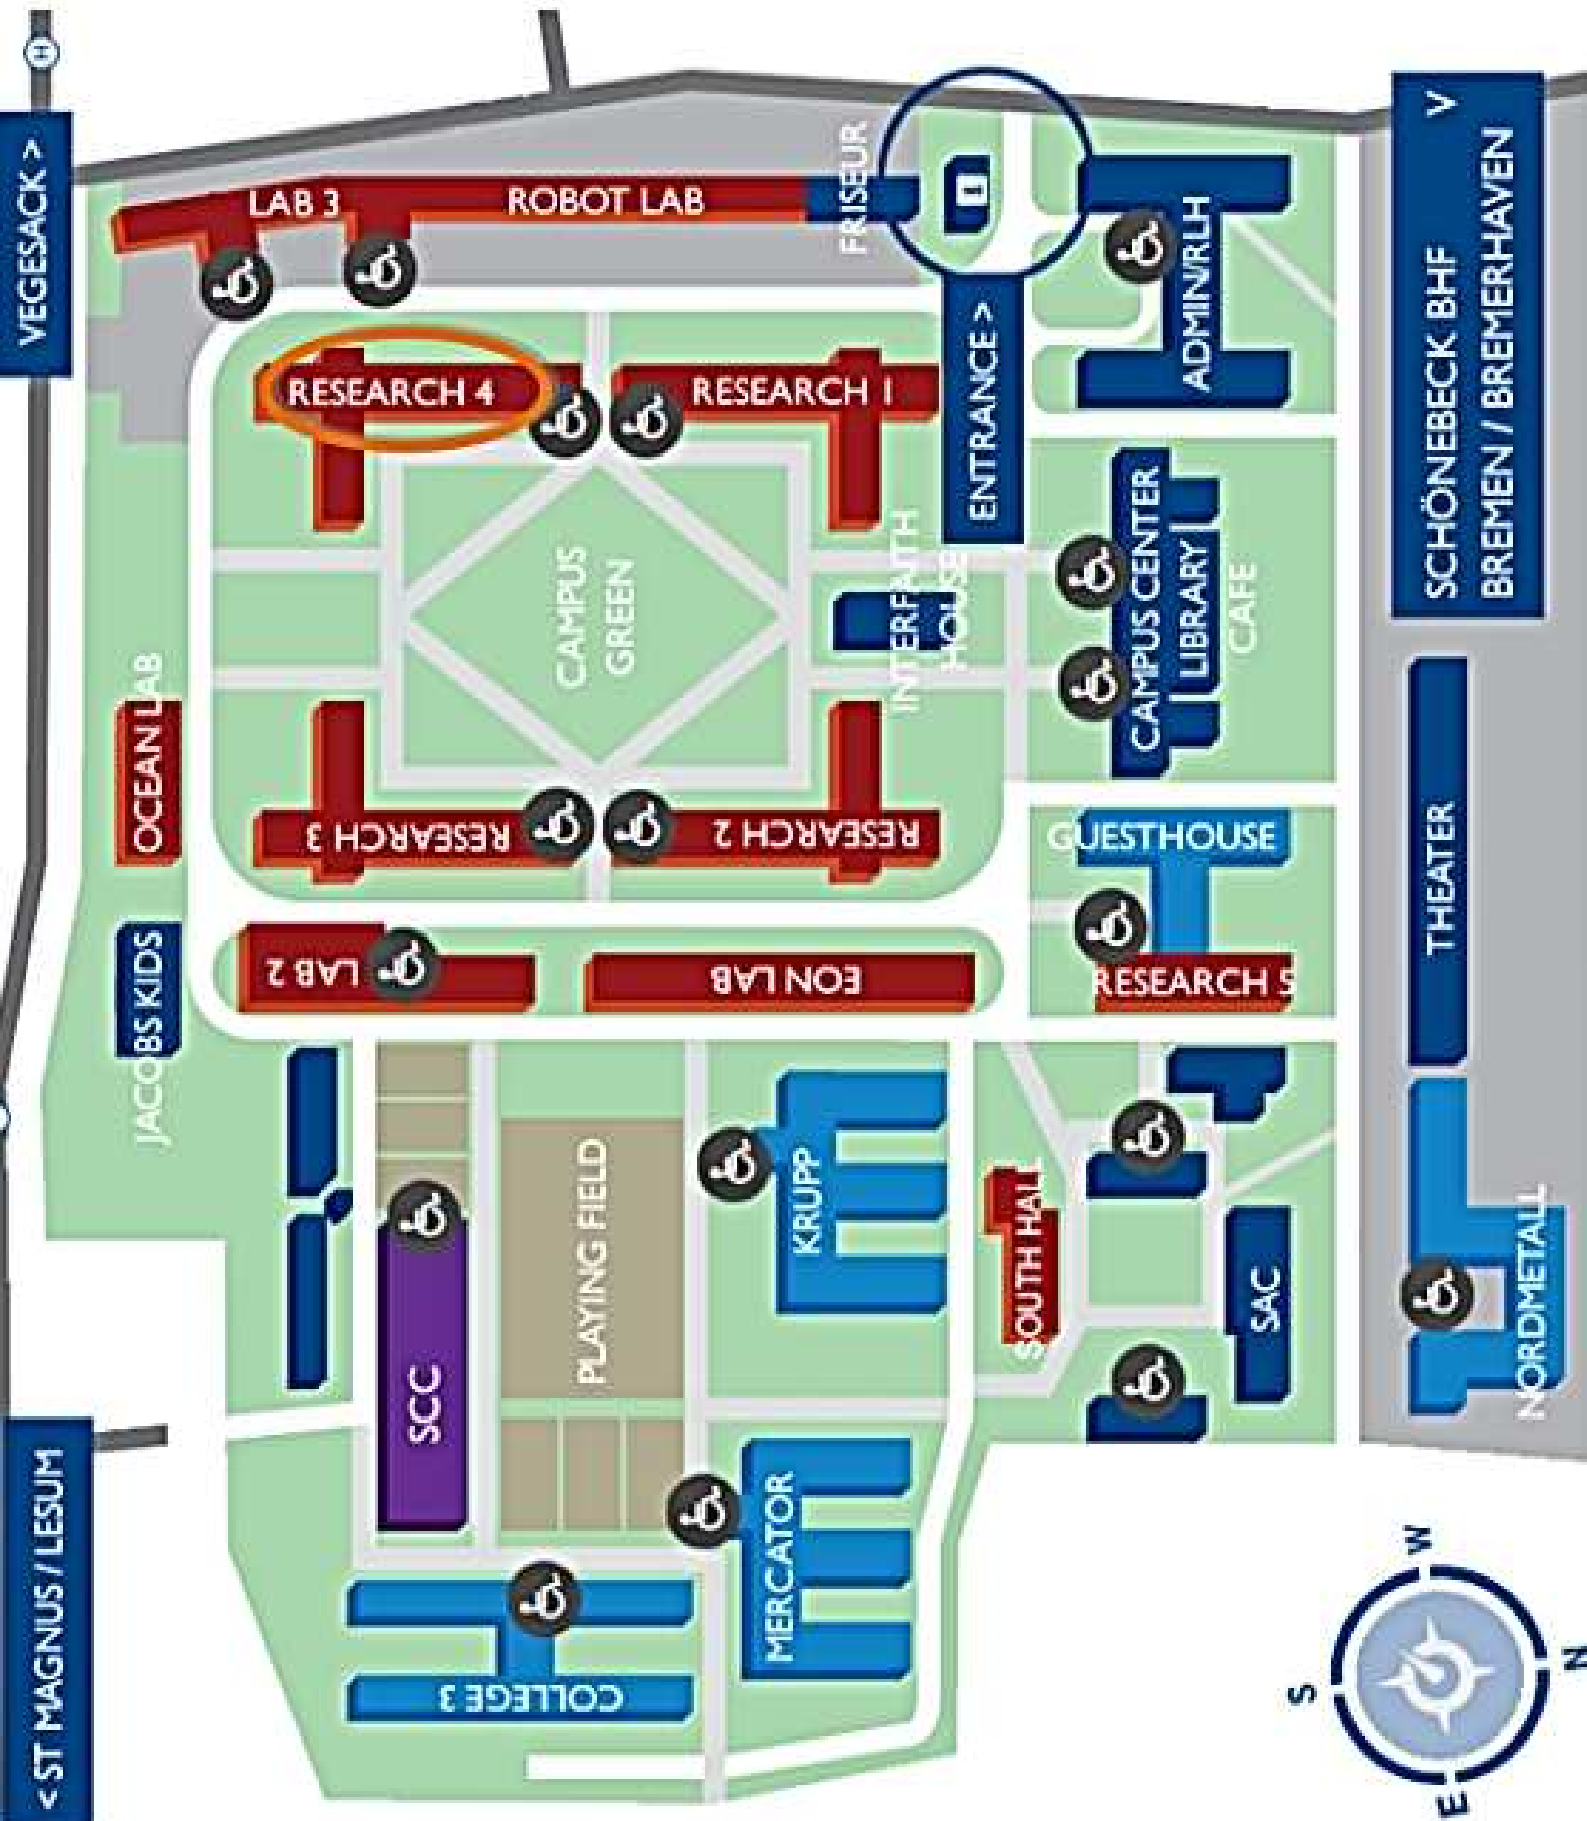 H
VEGESACK >
LAB 3
ROBOT LAB
FRISEUR
i
ADMIN/RLH
V
SCHÖNEBECK BHF
BREMEN / BREMERHAVEN
RESEARCH 4
RESEARCH 1
ENTRANCE >
CAMPUS
GREEN
INTERFAITH
HOUSE
CAMPUS CENTER
LIBRARY
CAFE
OCEAN LAB
RESEARCH 3
RESEARCH 2
GUESTHOUSE
THEATER
JACOBS KIDS
LAB 2
EON LAB
RESEARCH 5
PLAYING FIELD
KRUPP
SOUTH HALL
SAC
NORDMETALL
SCC
< ST MAGNUS / LESUM
MERCATOR
COLLEGE 3
W
S
N
E